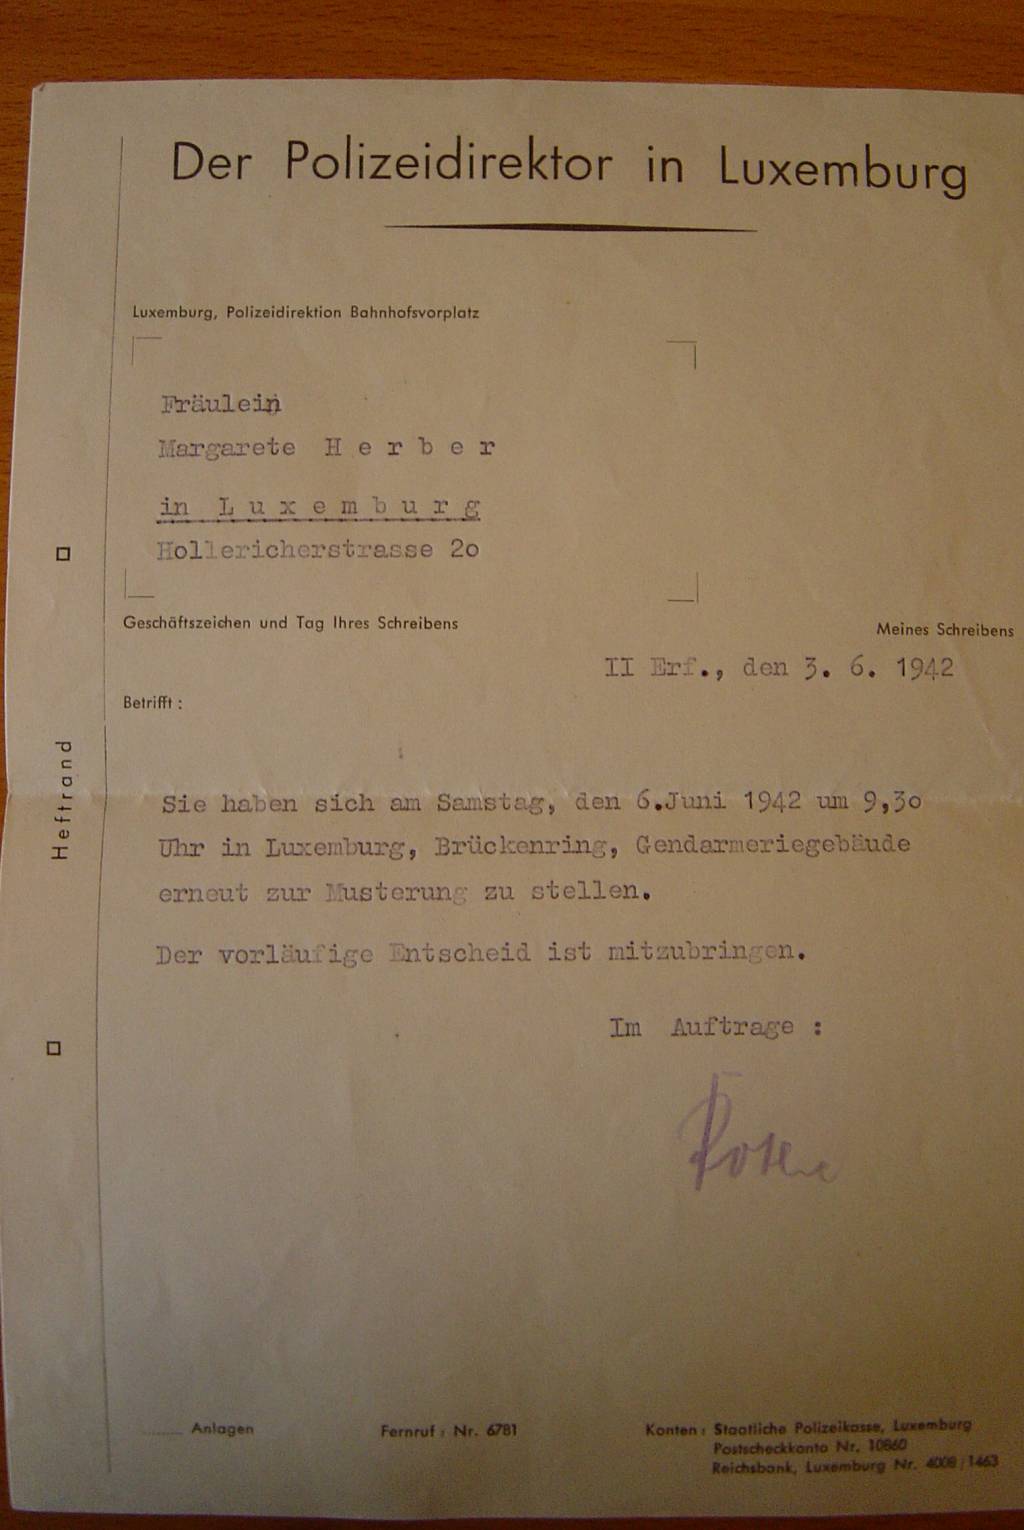 Der Polizeidirektor in Luxemburg
Luxemburg, Polizeidirektion Bahnhofsvorplatz
Fräulein
Margarete H e r b e r
in L u x e m b u r g
Hollericherstrasse 2o
Geschäftszeichen und Tag Ihres Schreibens
Meines Schreibens
II Erf., den 3. 6. 1942
Betrifft :
Heftrand
Sie haben sich am Samstag, den 6.Juni 1942 um 9,3o
Uhr in Luxemburg, Brückenring, Gendarmeriegebäude
erneut zur Musterung zu stellen.
Der vorläufige Entscheid ist mitzubringen.
Im Auftrage :
........ Anlagen
Fernruf : Nr. 6781
Konten : Staatliche Polizeikasse, Luxemburg
Postscheckkonto Nr. 10860
Reichsbank, Luxemburg Nr. 4008 / 1463